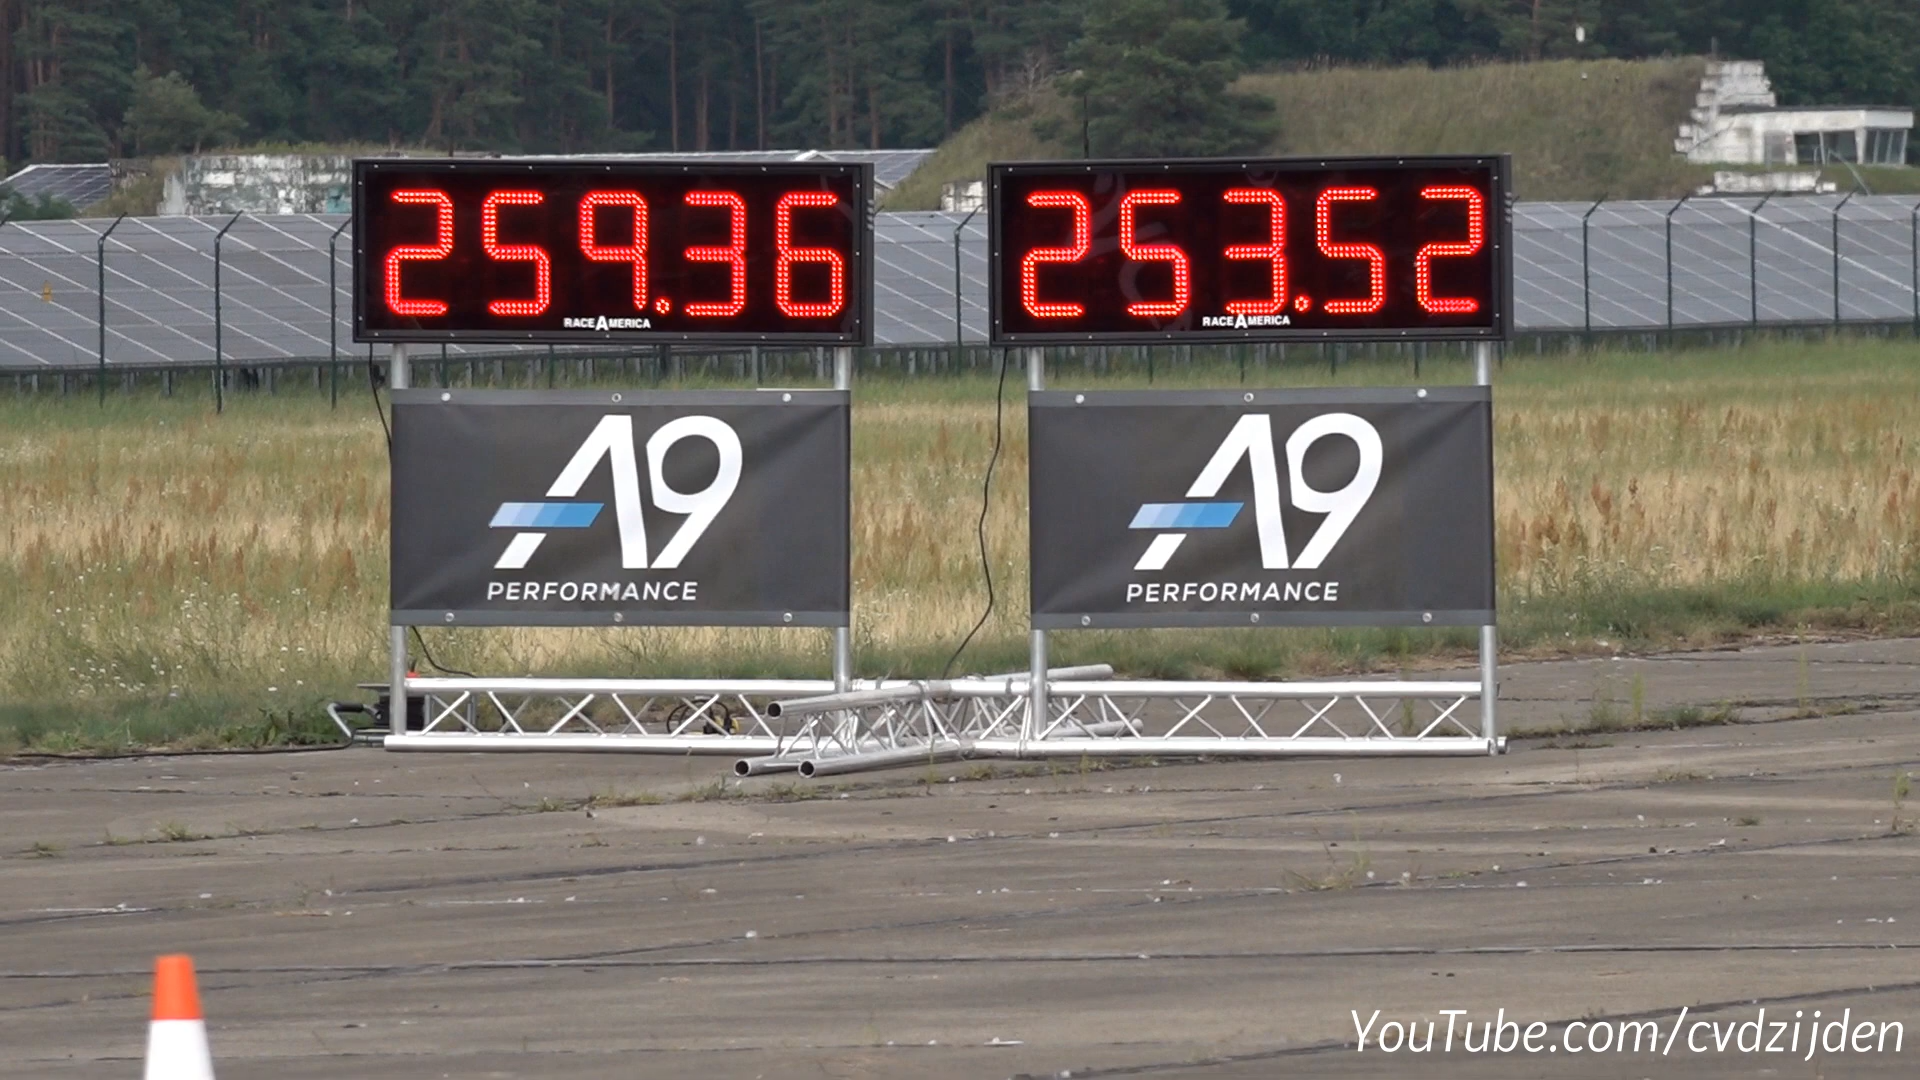 259.36
RACEAMERICA
A9
PERFORMANCE
253.52
RACEAMERICA
A9
PERFORMANCE
YouTube.com/cvdzijden